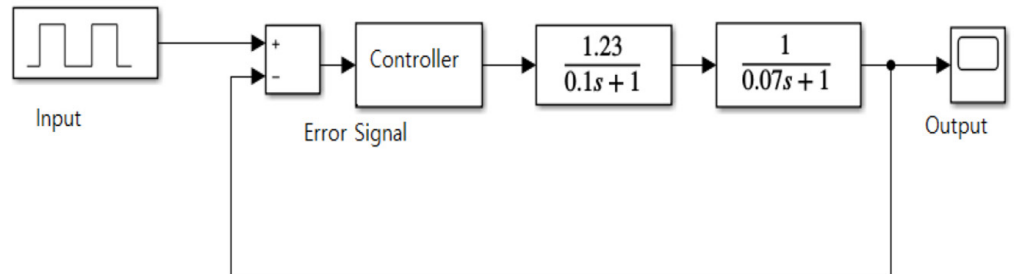 +
−
Controller
1.23
0.1s + 1
1
0.07s + 1
Input
Error Signal
Output